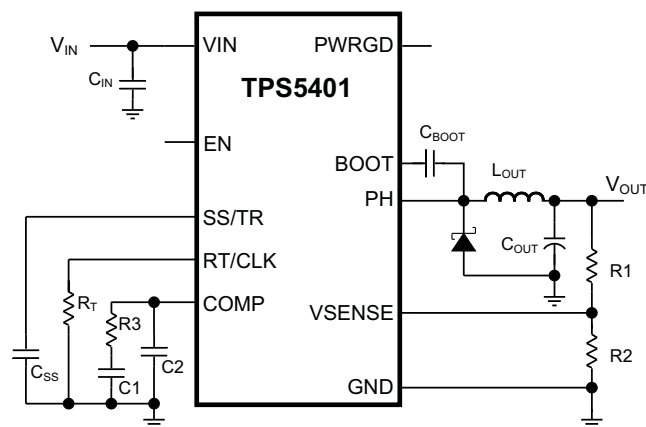 V_IN
VIN
PWRGD
C_IN
TPS5401
EN
C_BOOT
BOOT
L_OUT
V_OUT
PH
SS/TR
C_OUT
RT/CLK
R1
R_T
COMP
R3
VSENSE
C2
R2
C_SS
C1
GND